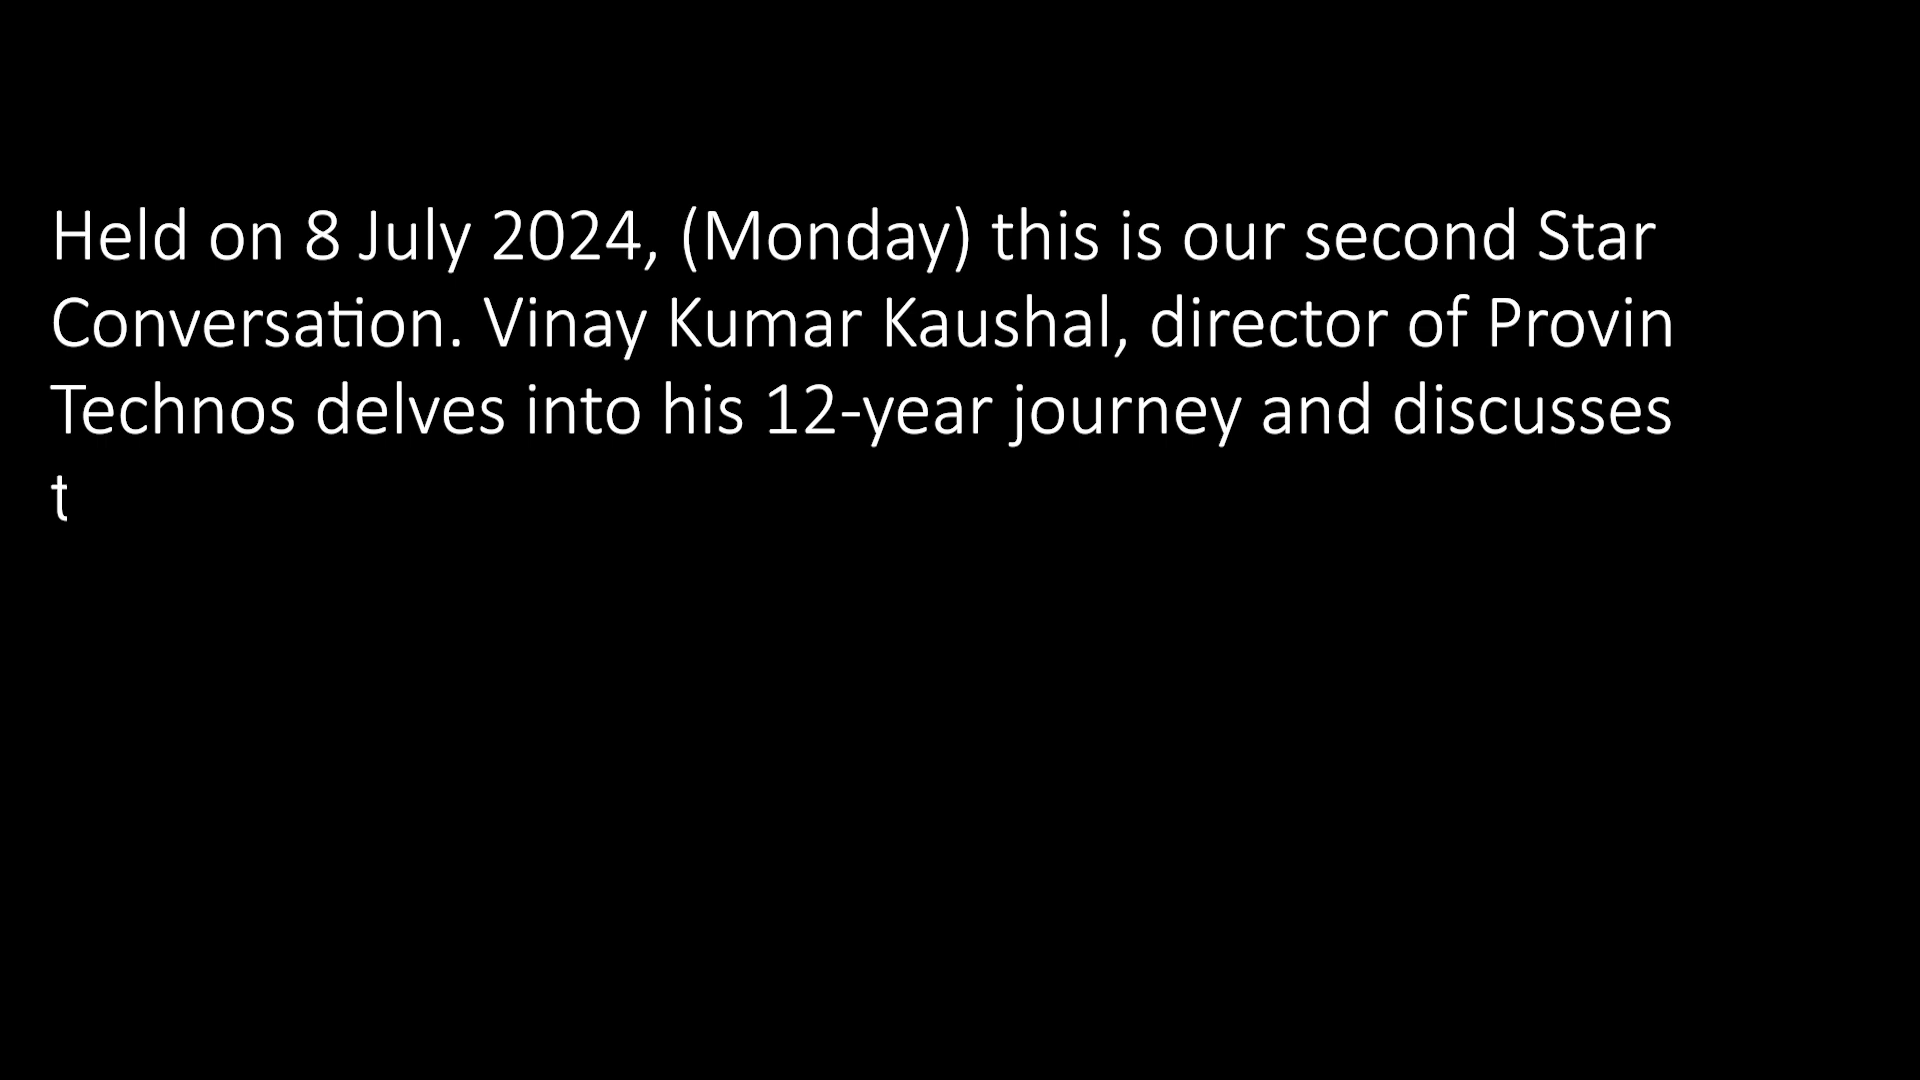 Held on 8 July 2024, (Monday) this is our second Star
Conversation. Vinay Kumar Kaushal, director of Provin
Technos delves into his 12-year journey and discusses
t